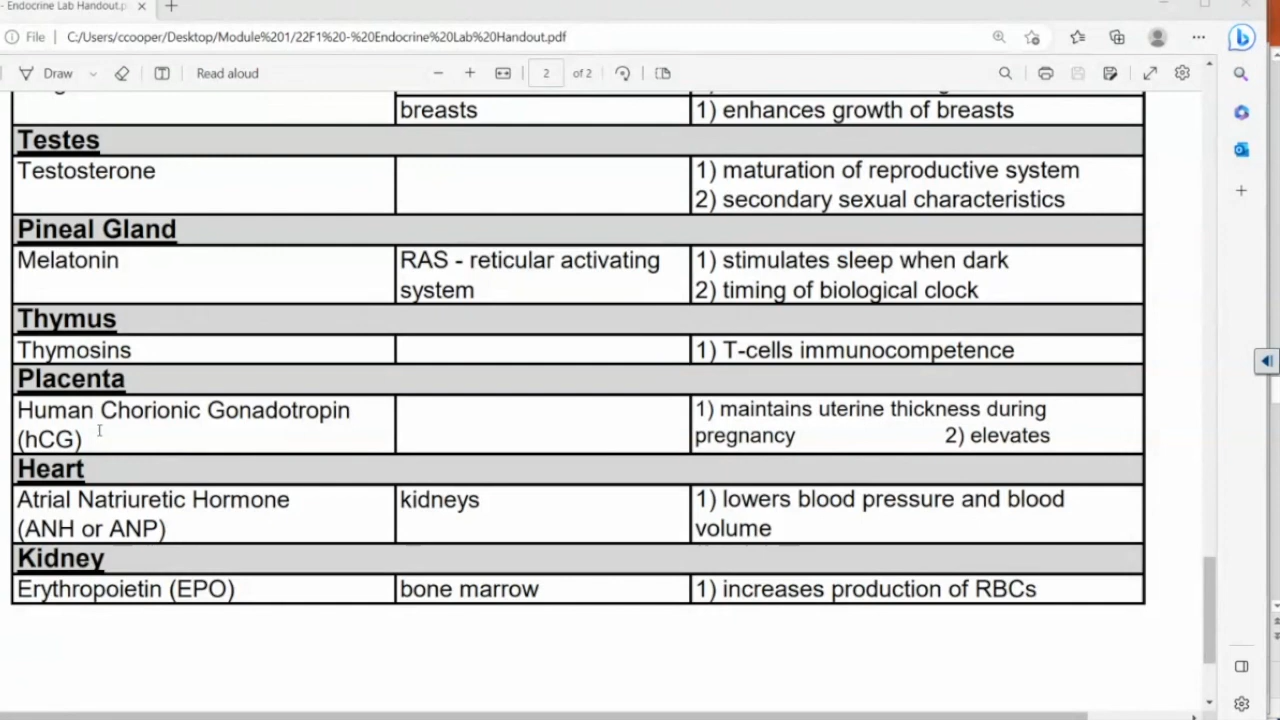 - Endocrine Lab Handout.p
File C:/Users/ccooper/Desktop/Module%201/22F1%20-%20Endocrine%20Lab%20Handout.pdf
Draw Read aloud 2 of 2
breasts 1) enhances growth of breasts
Testes
Testosterone 1) maturation of reproductive system
2) secondary sexual characteristics
Pineal Gland
Melatonin RAS - reticular activating 1) stimulates sleep when dark
system 2) timing of biological clock
Thymus
Thymosins 1) T-cells immunocompetence
Placenta
Human Chorionic Gonadotropin 1) maintains uterine thickness during
(hCG) pregnancy 2) elevates
Heart
Atrial Natriuretic Hormone kidneys 1) lowers blood pressure and blood
(ANH or ANP) volume
Kidney
Erythropoietin (EPO) bone marrow 1) increases production of RBCs